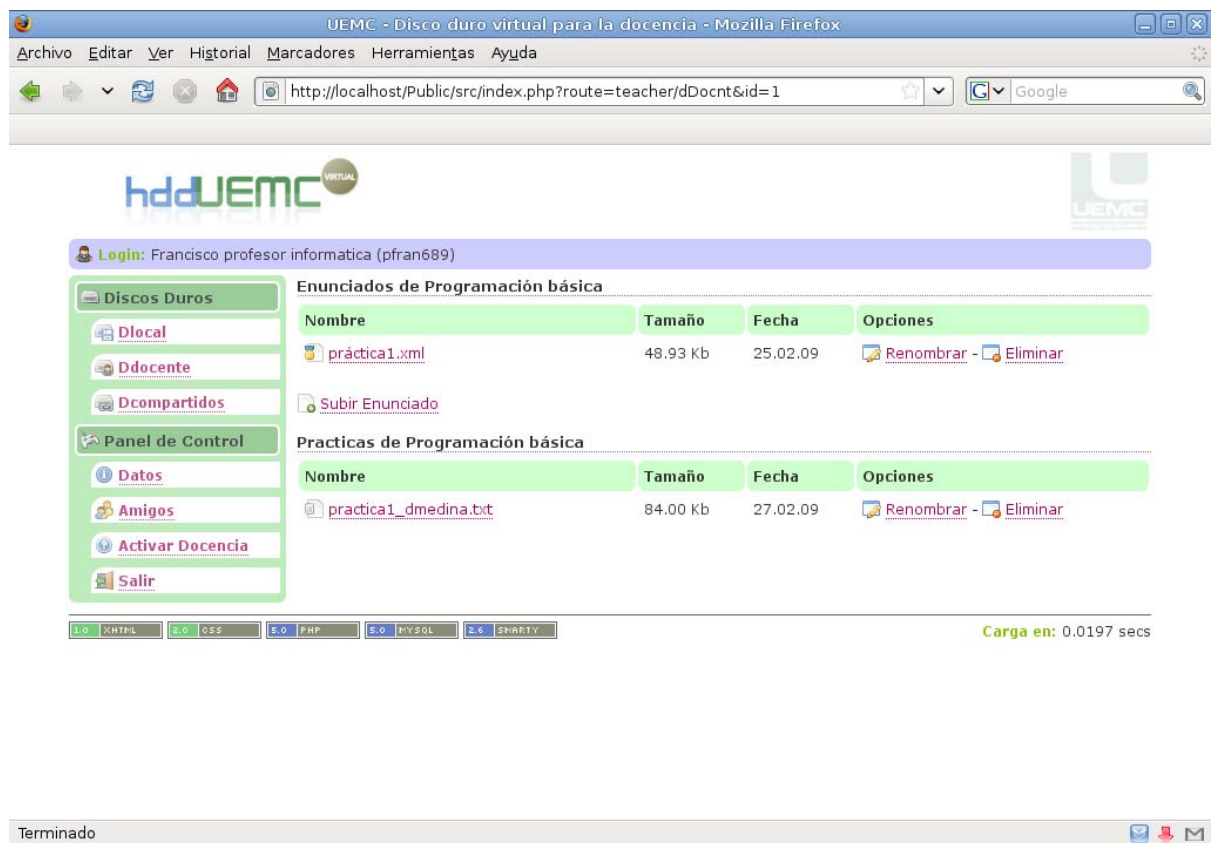 UEMC - Disco duro virtual para la docencia - Mozilla Firefox
Archivo Editar Ver Historial Marcadores Herramientas Ayuda
http://localhost/Public/src/index.php?route=teacher/dDocnt&id=1 Google
hddUEMC VIRTUAL
UEMC
Login: Francisco profesor informatica (pfran689)
Discos Duros
Dlocal
Ddocente
Dcompartidos
Panel de Control
Datos
Amigos
Activar Docencia
Salir
Enunciados de Programación básica
Nombre Tamaño Fecha Opciones
práctica1.xml 48.93 Kb 25.02.09 Renombrar - Eliminar
Subir Enunciado
Practicas de Programación básica
Nombre Tamaño Fecha Opciones
practica1_dmedina.txt 84.00 Kb 27.02.09 Renombrar - Eliminar
1.0 XHTML 2.0 CSS 5.0 PHP 5.0 MYSQL 2.6 SMARTY Carga en: 0.0197 secs
Terminado